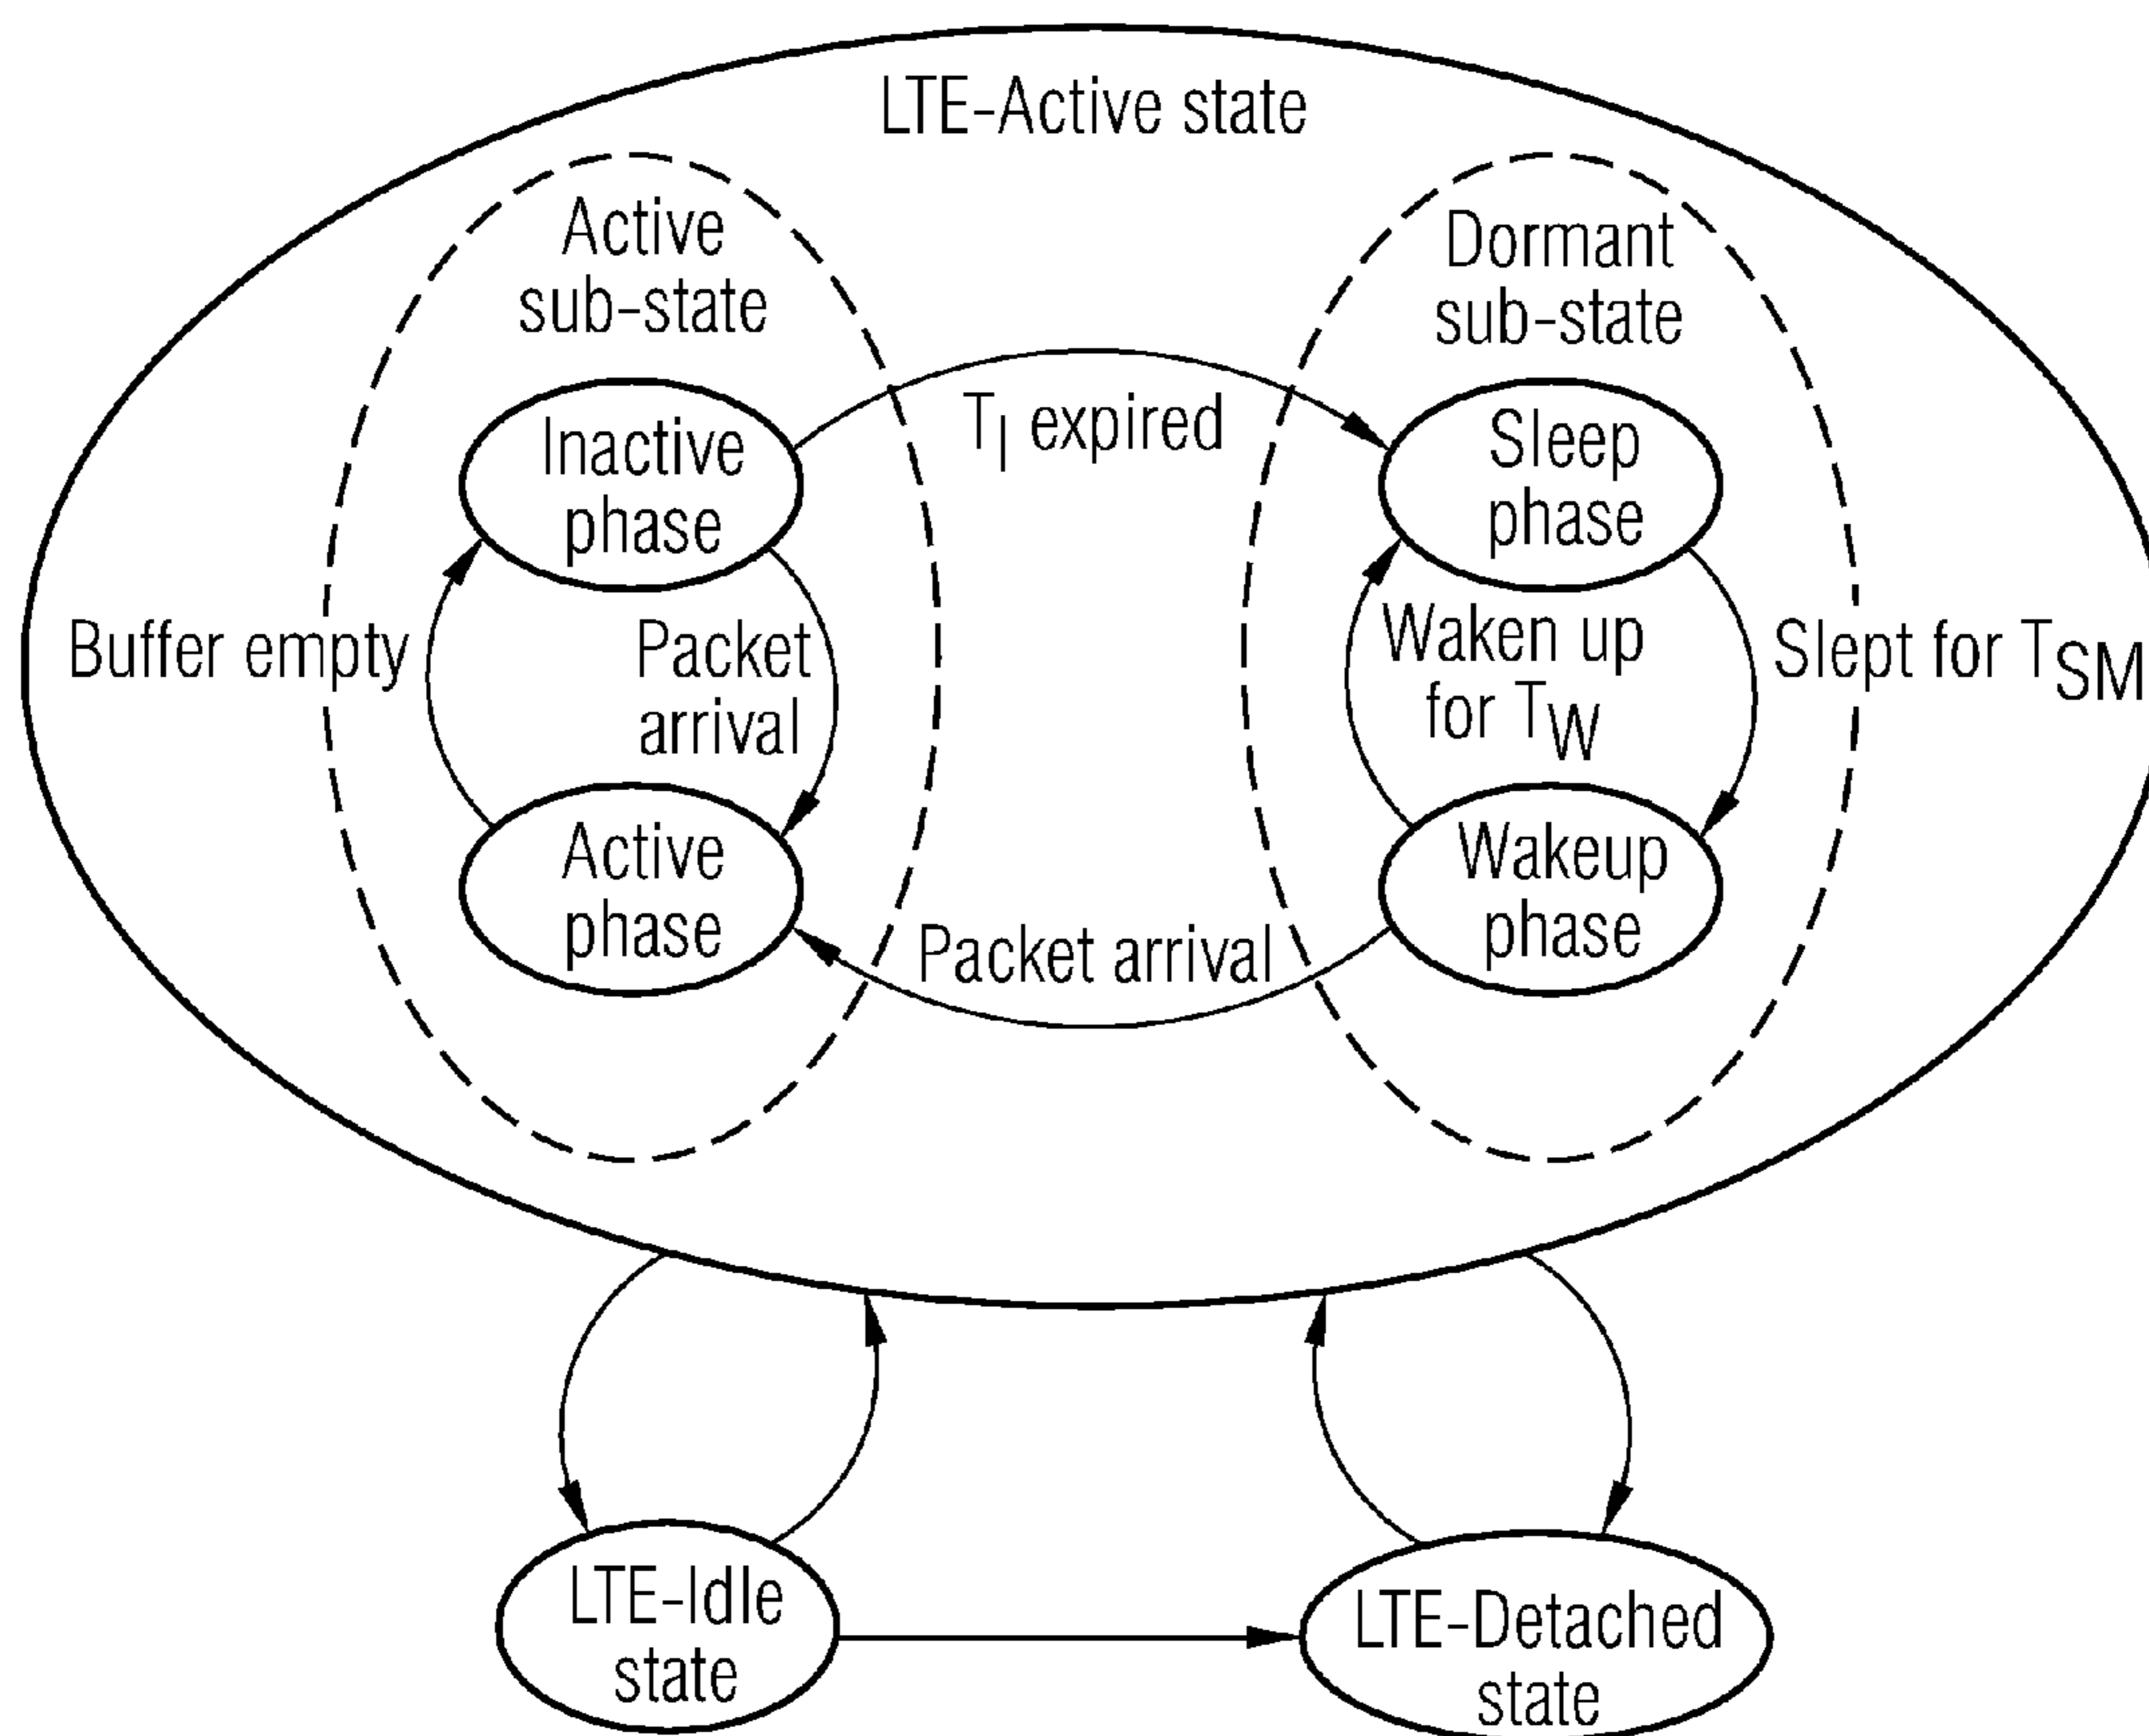 LTE-Active state
Active
sub-state
Dormant
sub-state
Inactive
phase
T_I expired
Sleep
phase
Buffer empty
Packet
arrival
Waken up
for T_W
Slept for T_SM
Active
phase
Packet arrival
Wakeup
phase
LTE-Idle
state
LTE-Detached
state